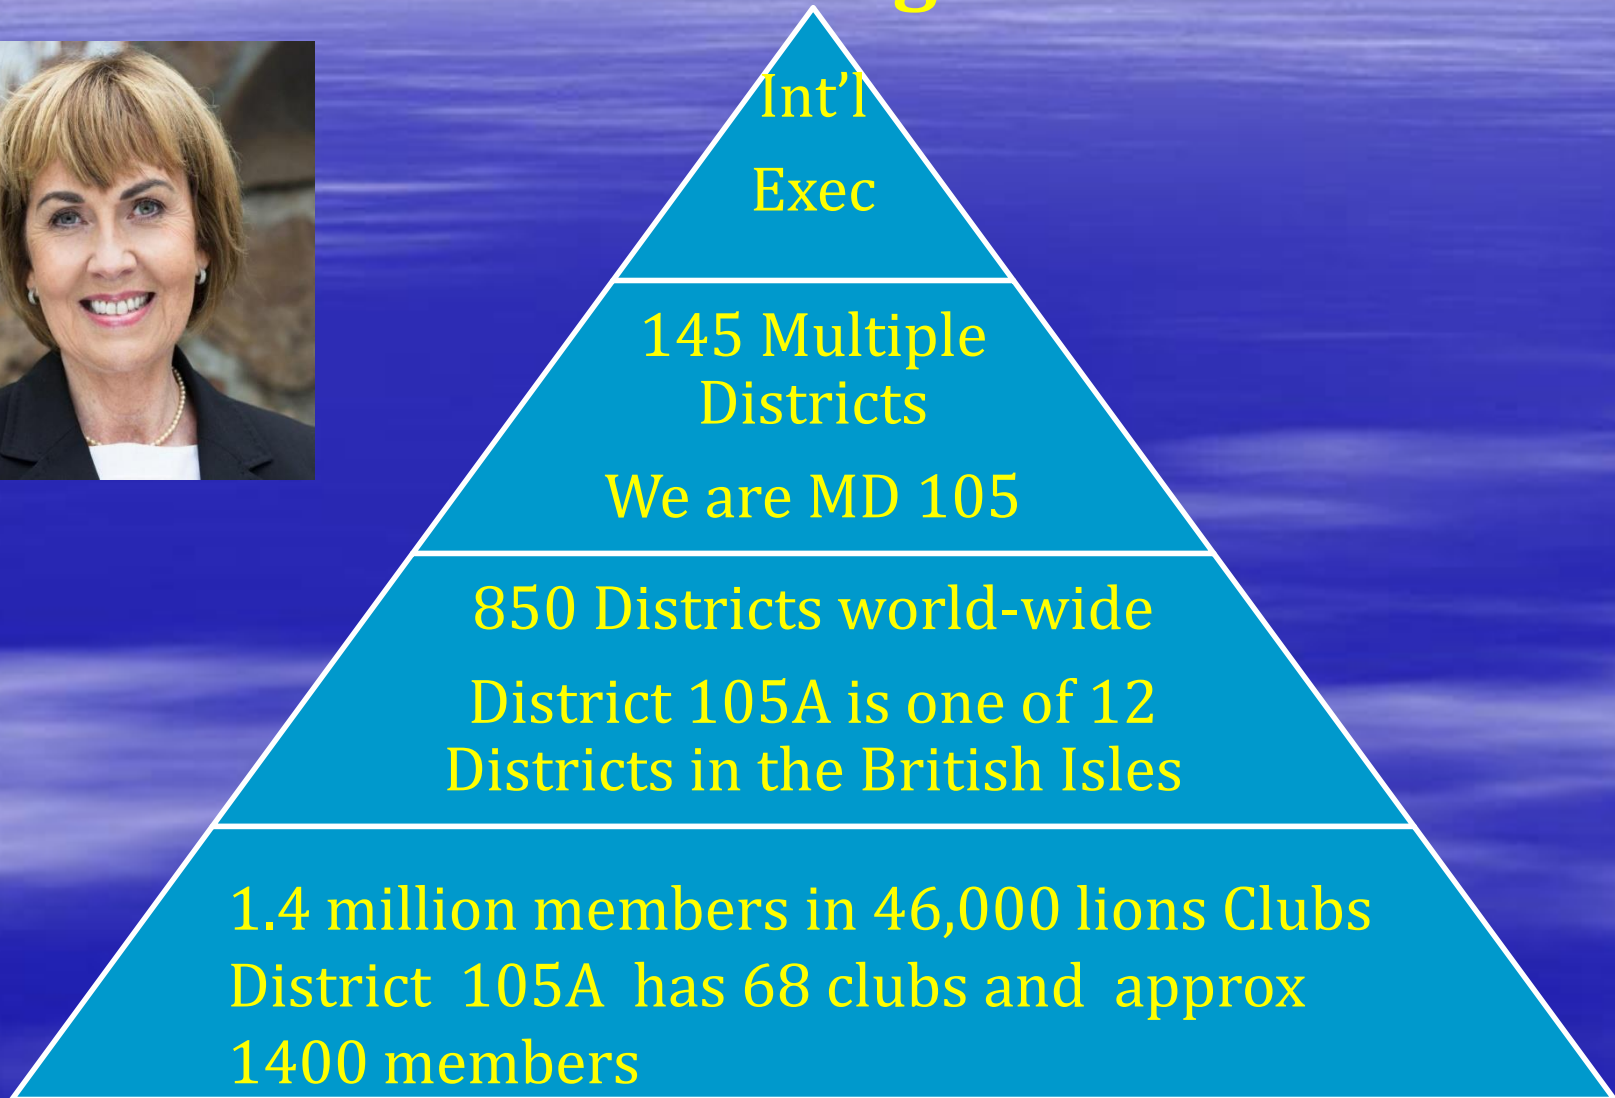 Int’l
Exec
145 Multiple
Districts
We are MD 105
850 Districts world-wide
District 105A is one of 12
Districts in the British Isles
1.4 million members in 46,000 lions Clubs
District 105A has 68 clubs and approx
1400 members